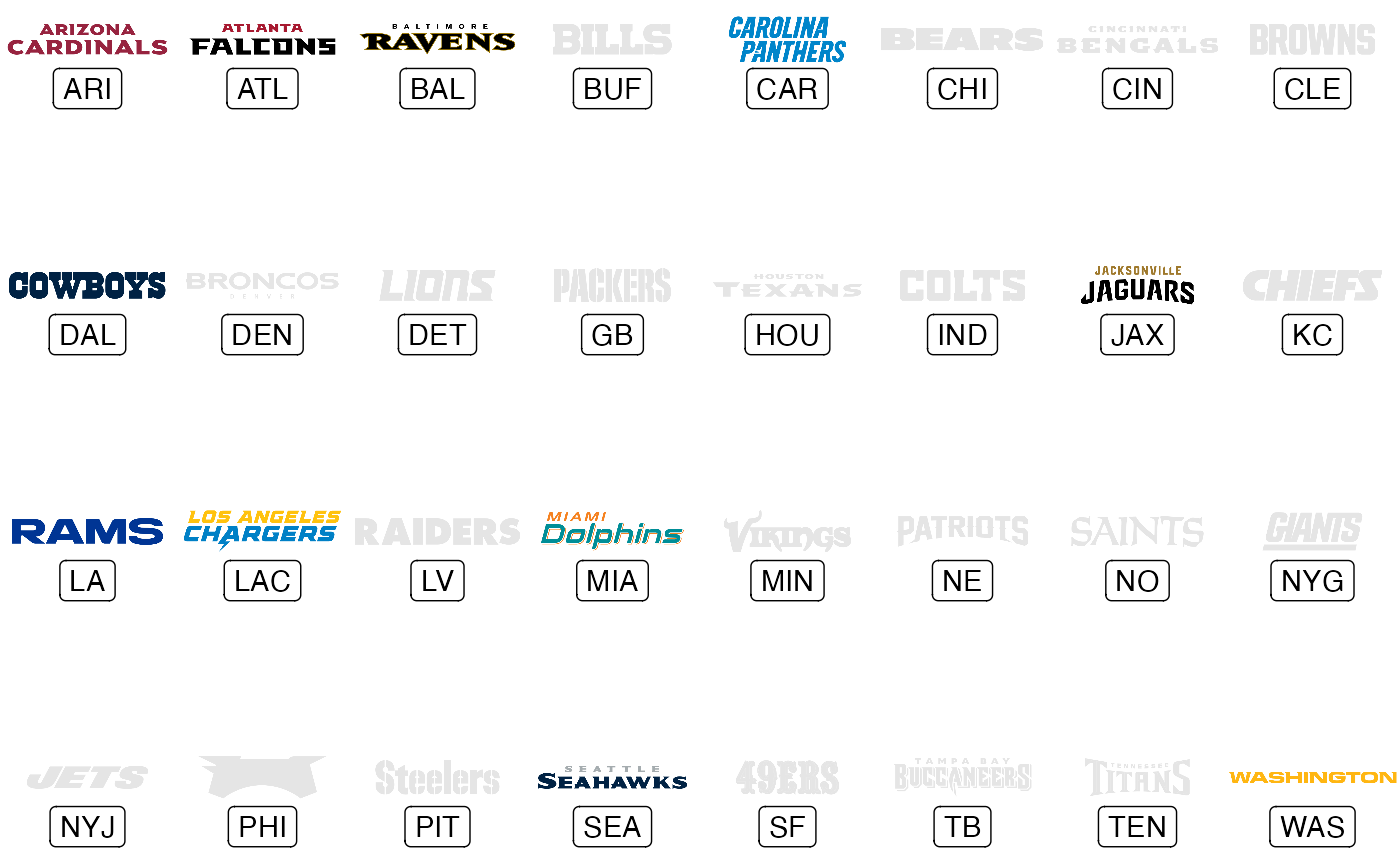 ARIZONA CARDINALS
ATLANTA FALCONS
BALTIMORE RAVENS
BILLS
CAROLINA PANTHERS
BEARS
CINCINNATI BENGALS
BROWNS
ARI
ATL
BAL
BUF
CAR
CHI
CIN
CLE
COWBOYS
BRONCOS DENVER
LIONS
PACKERS
HOUSTON TEXANS
COLTS
JACKSONVILLE JAGUARS
CHIEFS
DAL
DEN
DET
GB
HOU
IND
JAX
KC
RAMS
LOS ANGELES CHARGERS
RAIDERS
MIAMI Dolphins
VIKINGS
PATRIOTS
SAINTS
GIANTS
LA
LAC
LV
MIA
MIN
NE
NO
NYG
JETS
Steelers
SEATTLE SEAHAWKS
49ERS
TAMPA BAY BUCCANEERS
TENNESSEE TITANS
WASHINGTON
NYJ
PHI
PIT
SEA
SF
TB
TEN
WAS